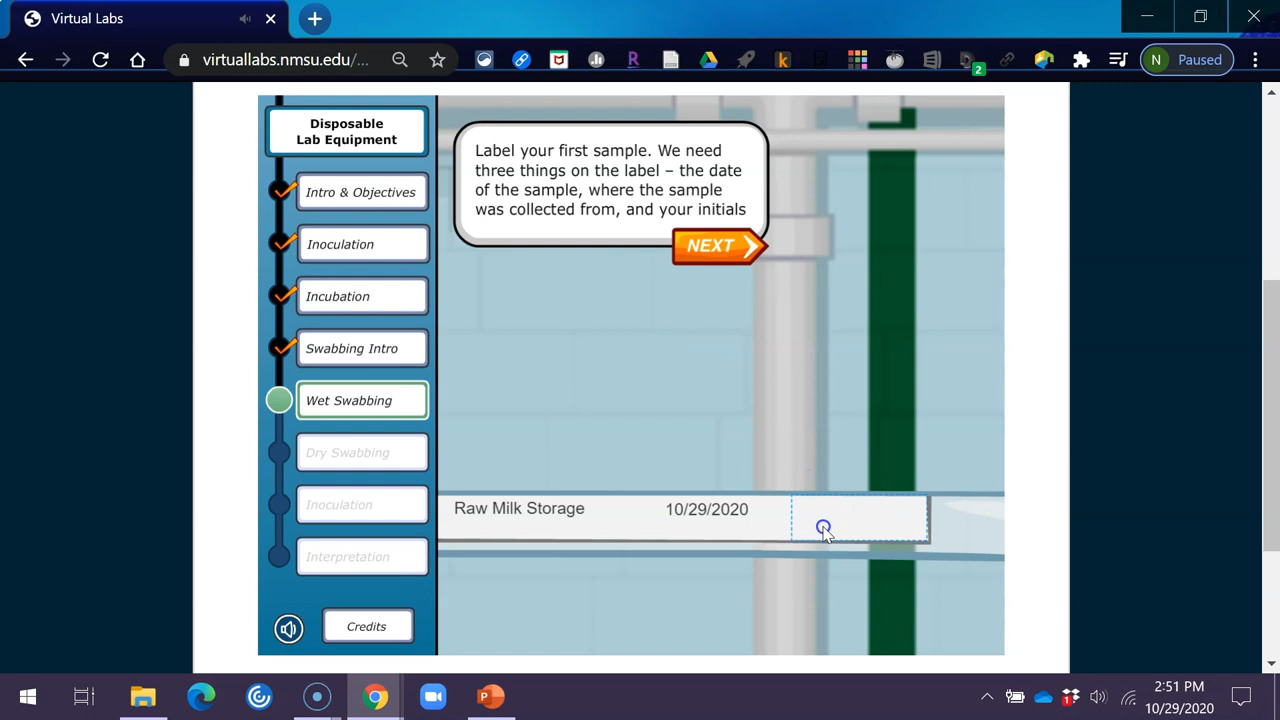 Virtual Labs
virtuallabs.nmsu.edu/...
N Paused
2
Disposable
Lab Equipment
Intro & Objectives
Inoculation
Incubation
Swabbing Intro
Wet Swabbing
Dry Swabbing
Inoculation
Interpretation
Credits
Label your first sample. We need
three things on the label – the date
of the sample, where the sample
was collected from, and your initials
NEXT
Raw Milk Storage 10/29/2020
1
2:51 PM
10/29/2020